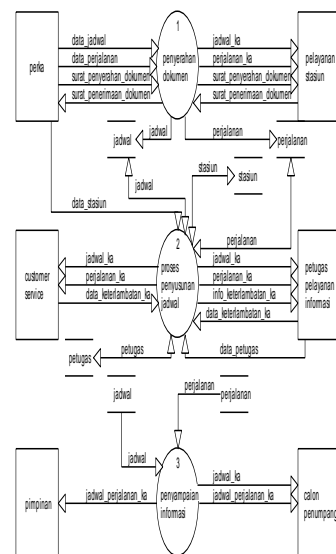 1
perka
data_jadwal
data_perjalanan
surat_penyerahan_dokumen
surat_penerimaan_dokumen
penyerahan
dokumen
jadwal_ka
perjalanan_ka
surat_penyerahan_dokumen
surat_penerimaan_dokumen
pelayanan
stasiun
jadwal
perjalanan
jadwal
perjalanan
jadwal
stasiun
stasiun
data_stasiun
perjalanan
2
customer
service
jadwal_ka
perjalanan_ka
data_keterlambatan_ka
proses
penyusunan
jadwal
jadwal_ka
perjalanan_ka
info_keterlambatan_ka
data_keterlambatan_ka
petugas
pelayanan
informasi
petugas
petugas
data_petugas
jadwal
perjalanan
perjalanan
jadwal
3
pimpinan
jadwal_perjalanan_ka
penyampaian
informasi
jadwal_ka
jadwal_perjalanan_ka
calon
penumpang